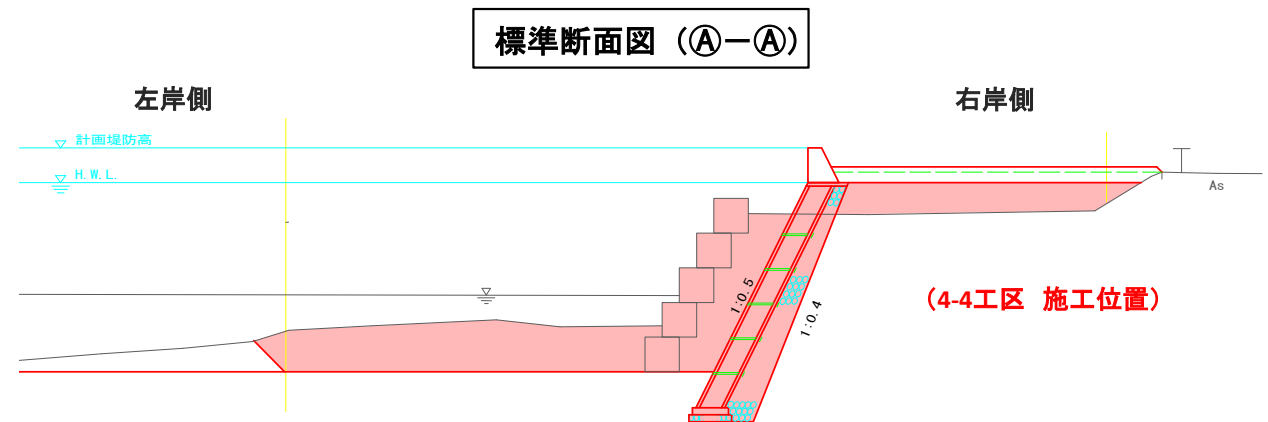 標準断面図（Ⓐ－Ⓐ）
左岸側
右岸側
計画堤防高
H.W.L.
As
1:0.5
1:0.4
（4-4工区　施工位置）